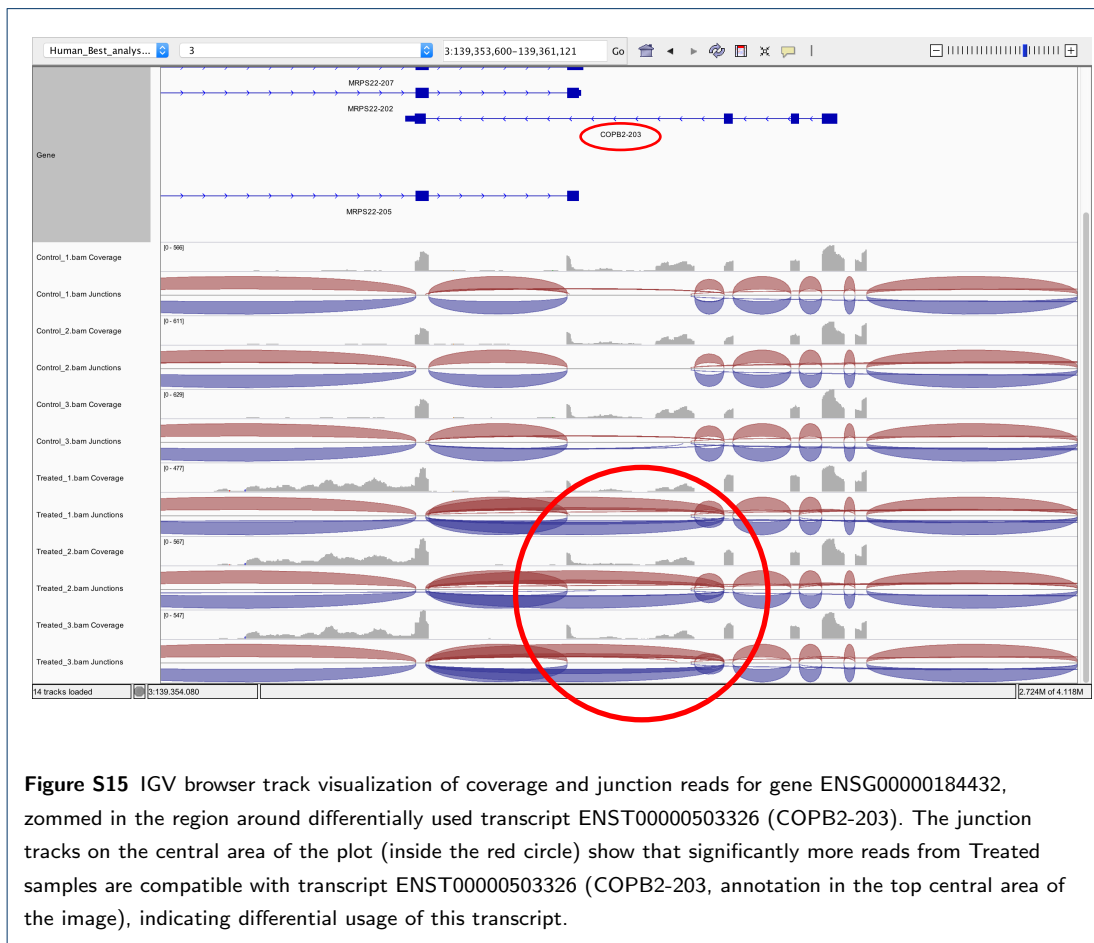 Human_Best_analys... 3 3:139,353,600-139,361,121 Go
MRPS22-207
MRPS22-202
COPB2-203
Gene
MRPS22-205
[0 - 566]
Control_1.bam Coverage
Control_1.bam Junctions
[0 - 611]
Control_2.bam Coverage
Control_2.bam Junctions
[0 - 629]
Control_3.bam Coverage
Control_3.bam Junctions
[0 - 477]
Treated_1.bam Coverage
Treated_1.bam Junctions
[0 - 567]
Treated_2.bam Coverage
Treated_2.bam Junctions
[0 - 547]
Treated_3.bam Coverage
Treated_3.bam Junctions
14 tracks loaded 3:139.354.080 2.724M of 4.118M
Figure S15 IGV browser track visualization of coverage and junction reads for gene ENSG00000184432,
zommed in the region around differentially used transcript ENST00000503326 (COPB2-203). The junction
tracks on the central area of the plot (inside the red circle) show that significantly more reads from Treated
samples are compatible with transcript ENST00000503326 (COPB2-203, annotation in the top central area of
the image), indicating differential usage of this transcript.